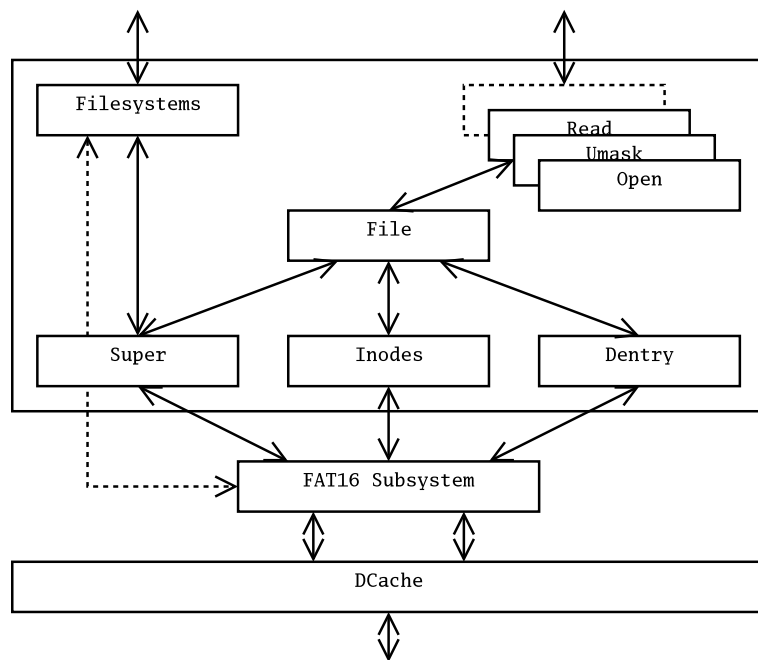 Filesystems
Read
Umask
Open
File
Super
Inodes
Dentry
FAT16 Subsystem
DCache